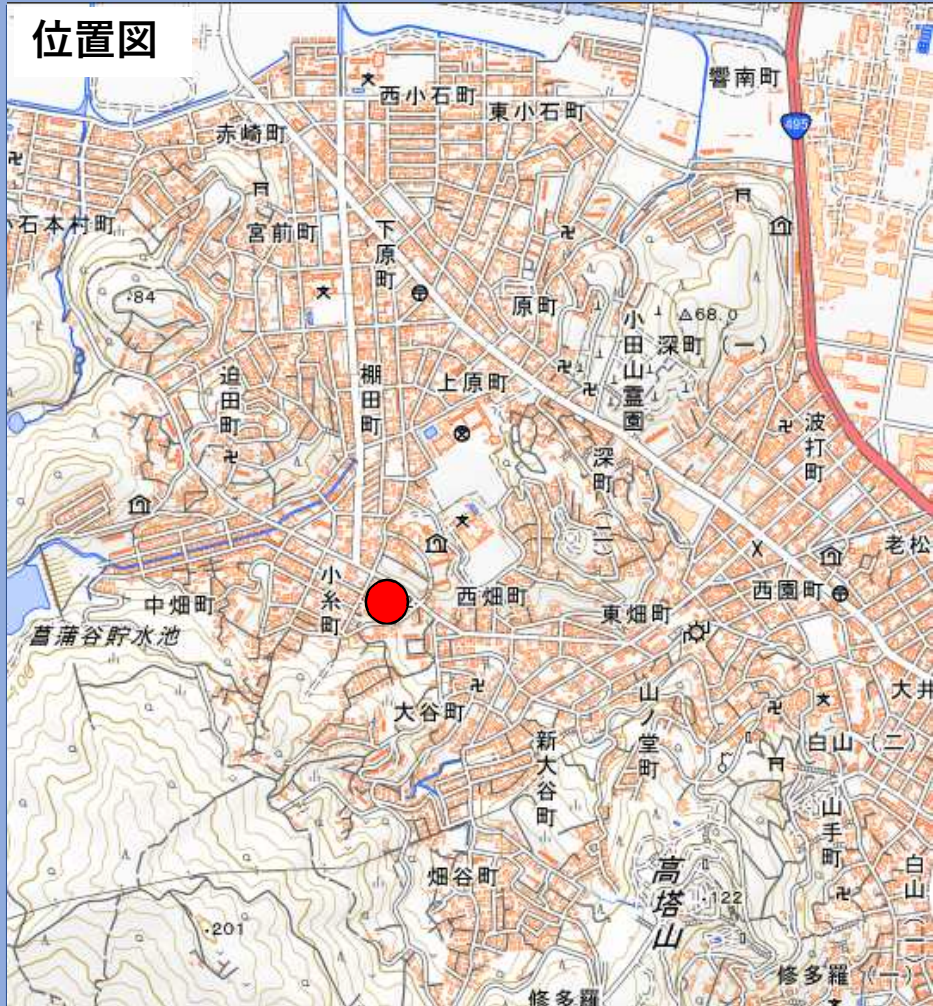 位置図
響南町
西小石町
東小石町
495
赤崎町
小石本村町
宮前町
下原町
原町
84
68.0
小田山霊園
深町（一）
迫田町
棚田町
上原町
波打町
深町（二）
老松
小糸町
西園町
中畑町
西畑町
東畑町
菖蒲谷貯水池
100
大谷町
山ノ堂町
大井
新大谷町
白山（二）
山手町
畑谷町
高塔山
122
白山（一）
201
修多羅（一）
修多羅